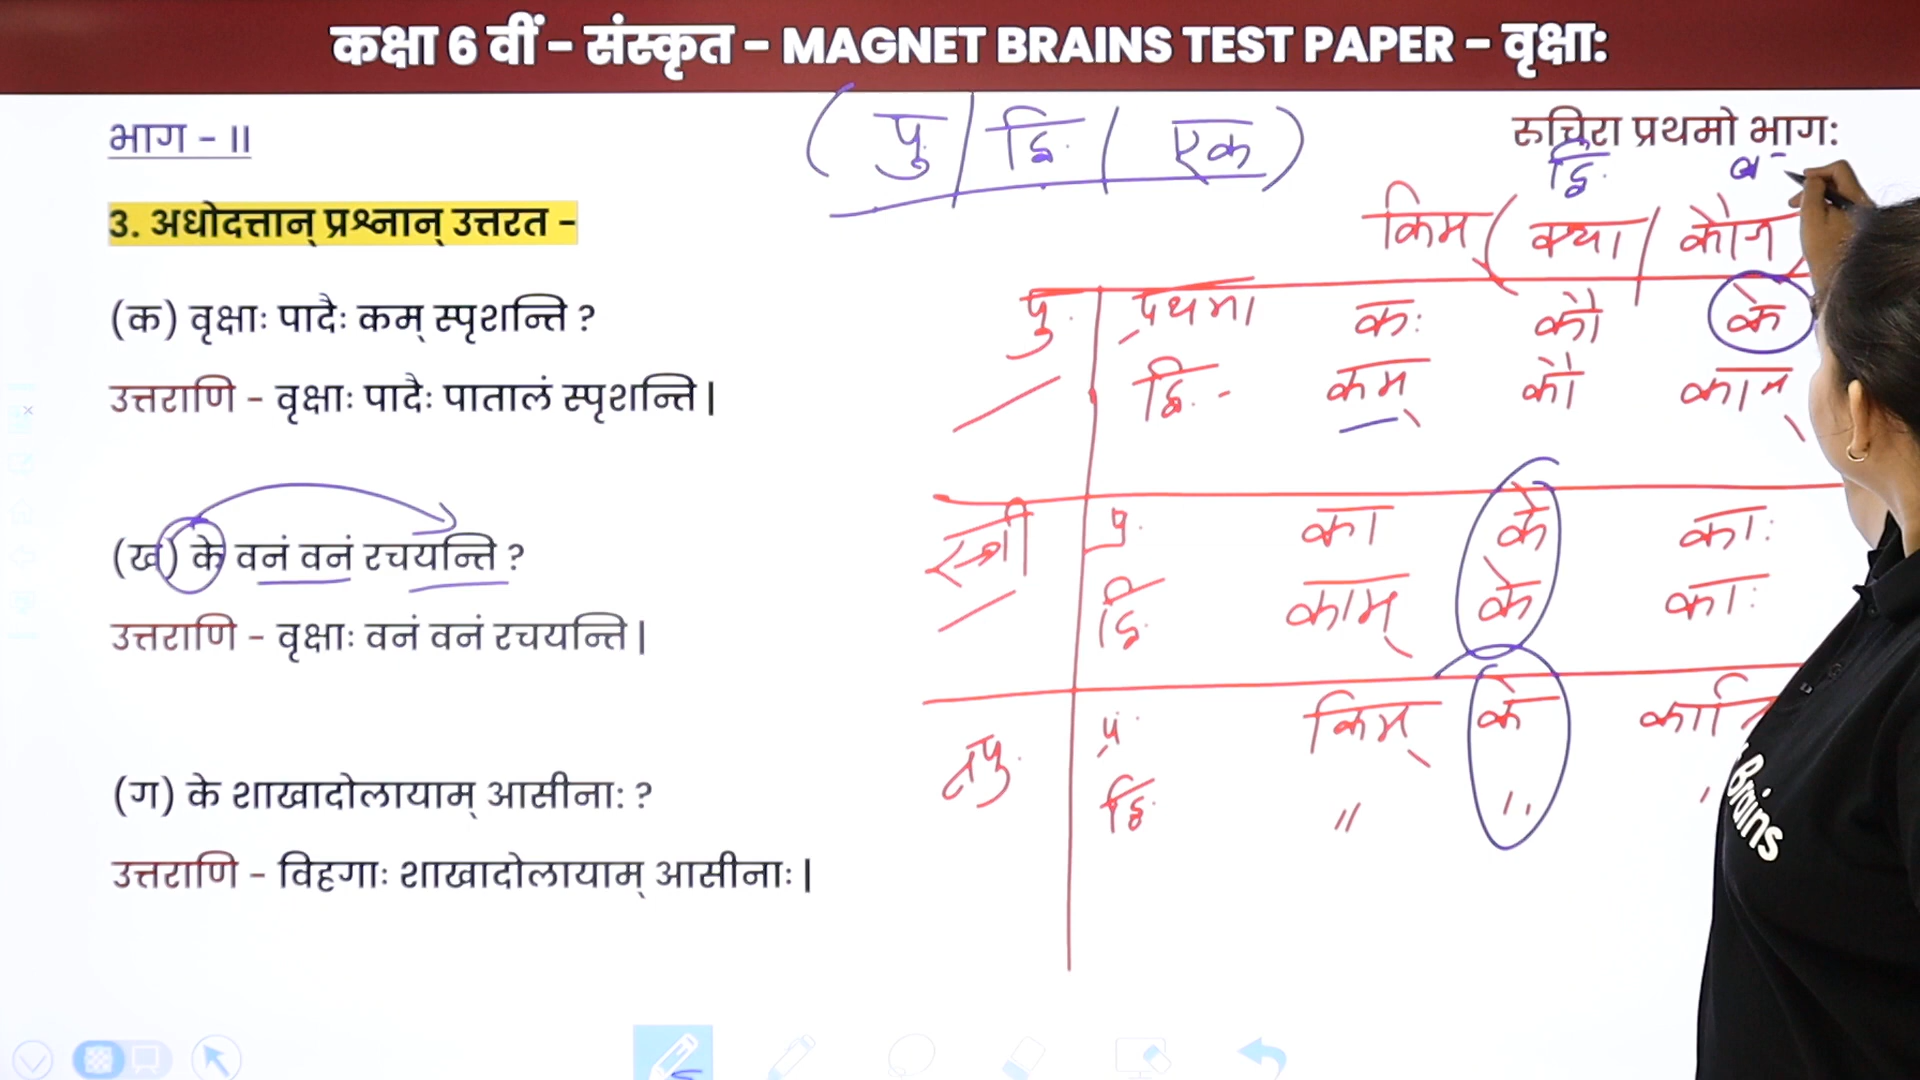 कक्षा 6 वीं - संस्कृत - MAGNET BRAINS TEST PAPER - वृक्षाः
भाग - II
( पु. | द्वि. | एक )
रुचिरा प्रथमो भागः
3. अधोदत्तान् प्रश्नान् उत्तरत -
द्वि. ब
किम् ( क्या / कौन
(क) वृक्षाः पादैः कम् स्पृशन्ति ?
पु. प्रथमा कः कौ के
उत्तराणि - वृक्षाः पादैः पातालं स्पृशन्ति |
द्वि. - कम् कौ कान्
(ख) के वनं वनं रचयन्ति ?
स्त्री प्र. का के काः
उत्तराणि - वृक्षाः वनं वनं रचयन्ति |
द्वि. काम् के काः
नपु. प्र. किम् के कानि
(ग) के शाखादोलायाम् आसीनाः ?
द्वि. " " "
उत्तराणि - विहगाः शाखादोलायाम् आसीनाः |
Brains